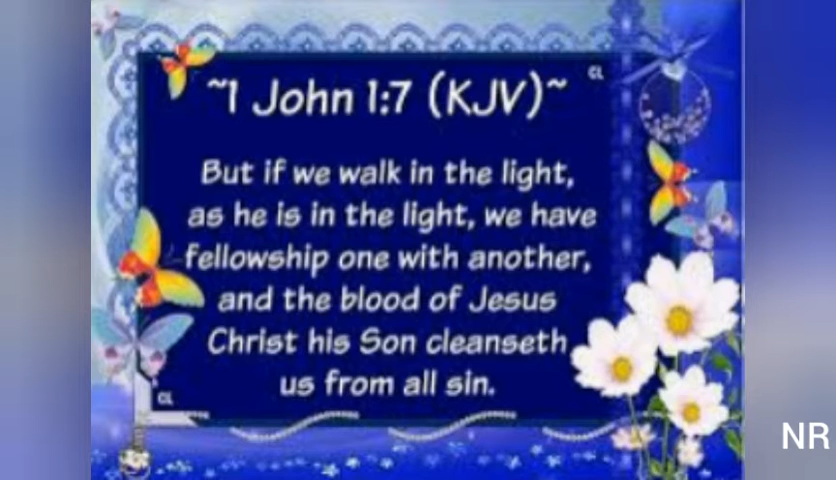 ~1 John 1:7 (KJV)~
CL
But if we walk in the light,
as he is in the light, we have
fellowship one with another,
and the blood of Jesus
Christ his Son cleanseth
us from all sin.
CL
NR